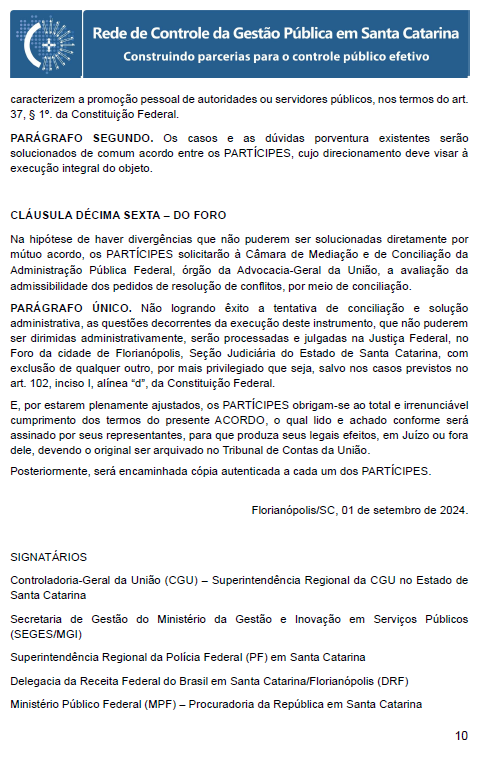 Rede de Controle da Gestão Pública em Santa Catarina
Construindo parcerias para o controle público efetivo
caracterizem a promoção pessoal de autoridades ou servidores públicos, nos termos do art.
37, § 1º. da Constituição Federal.
PARÁGRAFO SEGUNDO. Os casos e as dúvidas porventura existentes serão
solucionados de comum acordo entre os PARTÍCIPES, cujo direcionamento deve visar à
execução integral do objeto.
CLÁUSULA DÉCIMA SEXTA – DO FORO
Na hipótese de haver divergências que não puderem ser solucionadas diretamente por
mútuo acordo, os PARTÍCIPES solicitarão à Câmara de Mediação e de Conciliação da
Administração Pública Federal, órgão da Advocacia-Geral da União, a avaliação da
admissibilidade dos pedidos de resolução de conflitos, por meio de conciliação.
PARÁGRAFO ÚNICO. Não logrando êxito a tentativa de conciliação e solução
administrativa, as questões decorrentes da execução deste instrumento, que não puderem
ser dirimidas administrativamente, serão processadas e julgadas na Justiça Federal, no
Foro da cidade de Florianópolis, Seção Judiciária do Estado de Santa Catarina, com
exclusão de qualquer outro, por mais privilegiado que seja, salvo nos casos previstos no
art. 102, inciso I, alínea “d”, da Constituição Federal.
E, por estarem plenamente ajustados, os PARTÍCIPES obrigam-se ao total e irrenunciável
cumprimento dos termos do presente ACORDO, o qual lido e achado conforme será
assinado por seus representantes, para que produza seus legais efeitos, em Juízo ou fora
dele, devendo o original ser arquivado no Tribunal de Contas da União.
Posteriormente, será encaminhada cópia autenticada a cada um dos PARTÍCIPES.
Florianópolis/SC, 01 de setembro de 2024.
SIGNATÁRIOS
Controladoria-Geral da União (CGU) – Superintendência Regional da CGU no Estado de
Santa Catarina
Secretaria de Gestão do Ministério da Gestão e Inovação em Serviços Públicos
(SEGES/MGI)
Superintendência Regional da Polícia Federal (PF) em Santa Catarina
Delegacia da Receita Federal do Brasil em Santa Catarina/Florianópolis (DRF)
Ministério Público Federal (MPF) – Procuradoria da República em Santa Catarina
10